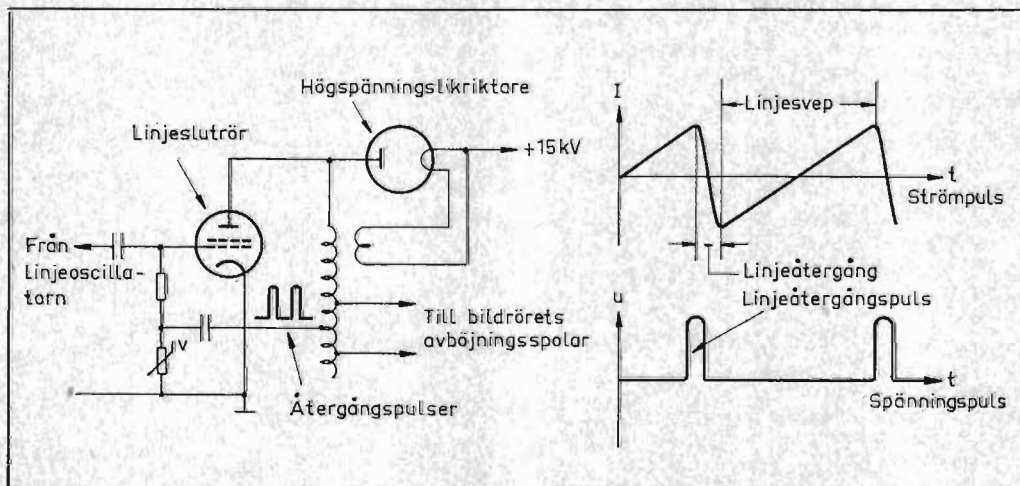 Högspänningslikriktare
Linjeslutrör
+15kV
Från
Linjeoscilla-
torn
V
Till bildrörets
avböjningsspolar
Återgångspulser
I
Linjesvep
t
Strömpuls
Linjeåtergång
Linjeåtergångspuls
u
t
Spänningspuls